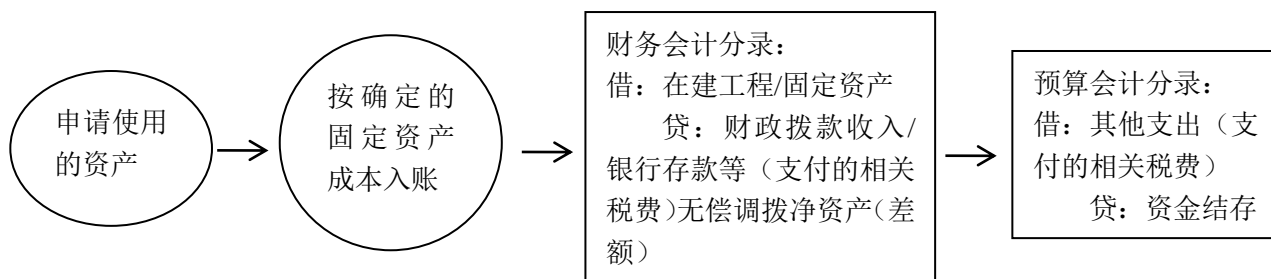 申请使用
的资产
按确定的
固定资产
成本入账
财务会计分录：
借：在建工程/固定资产
贷：财政拨款收入/
银行存款等（支付的相关
税费）无偿调拨净资产（差
额）
预算会计分录：
借：其他支出（支
付的相关税费）
贷：资金结存